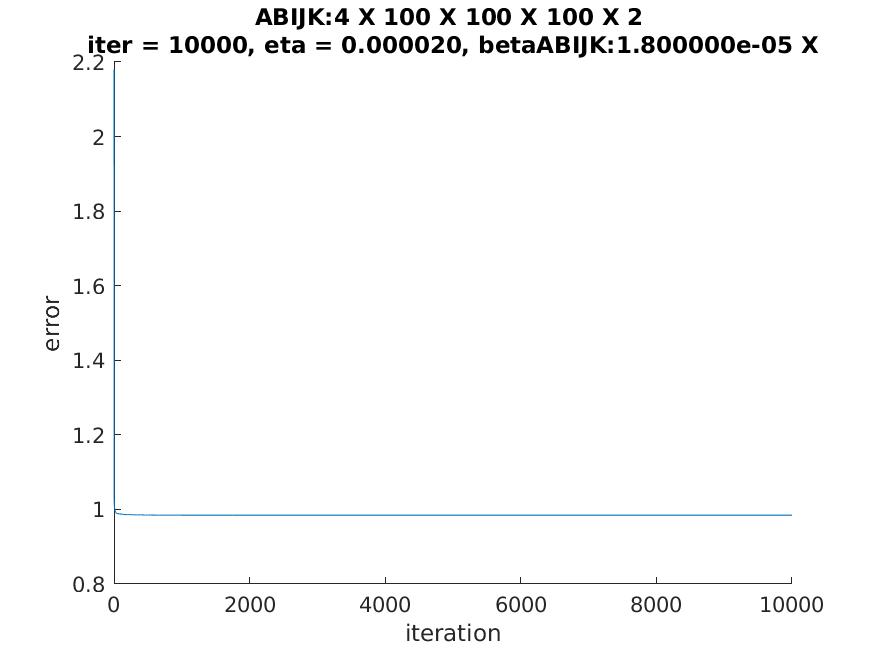 ABIJK:4 X 100 X 100 X 100 X 2
iter = 10000, eta = 0.000020, betaABIJK:1.800000e-05 X
2.2
2
1.8
1.6
1.4
1.2
1
0.8
error
0 2000 4000 6000 8000 10000
iteration